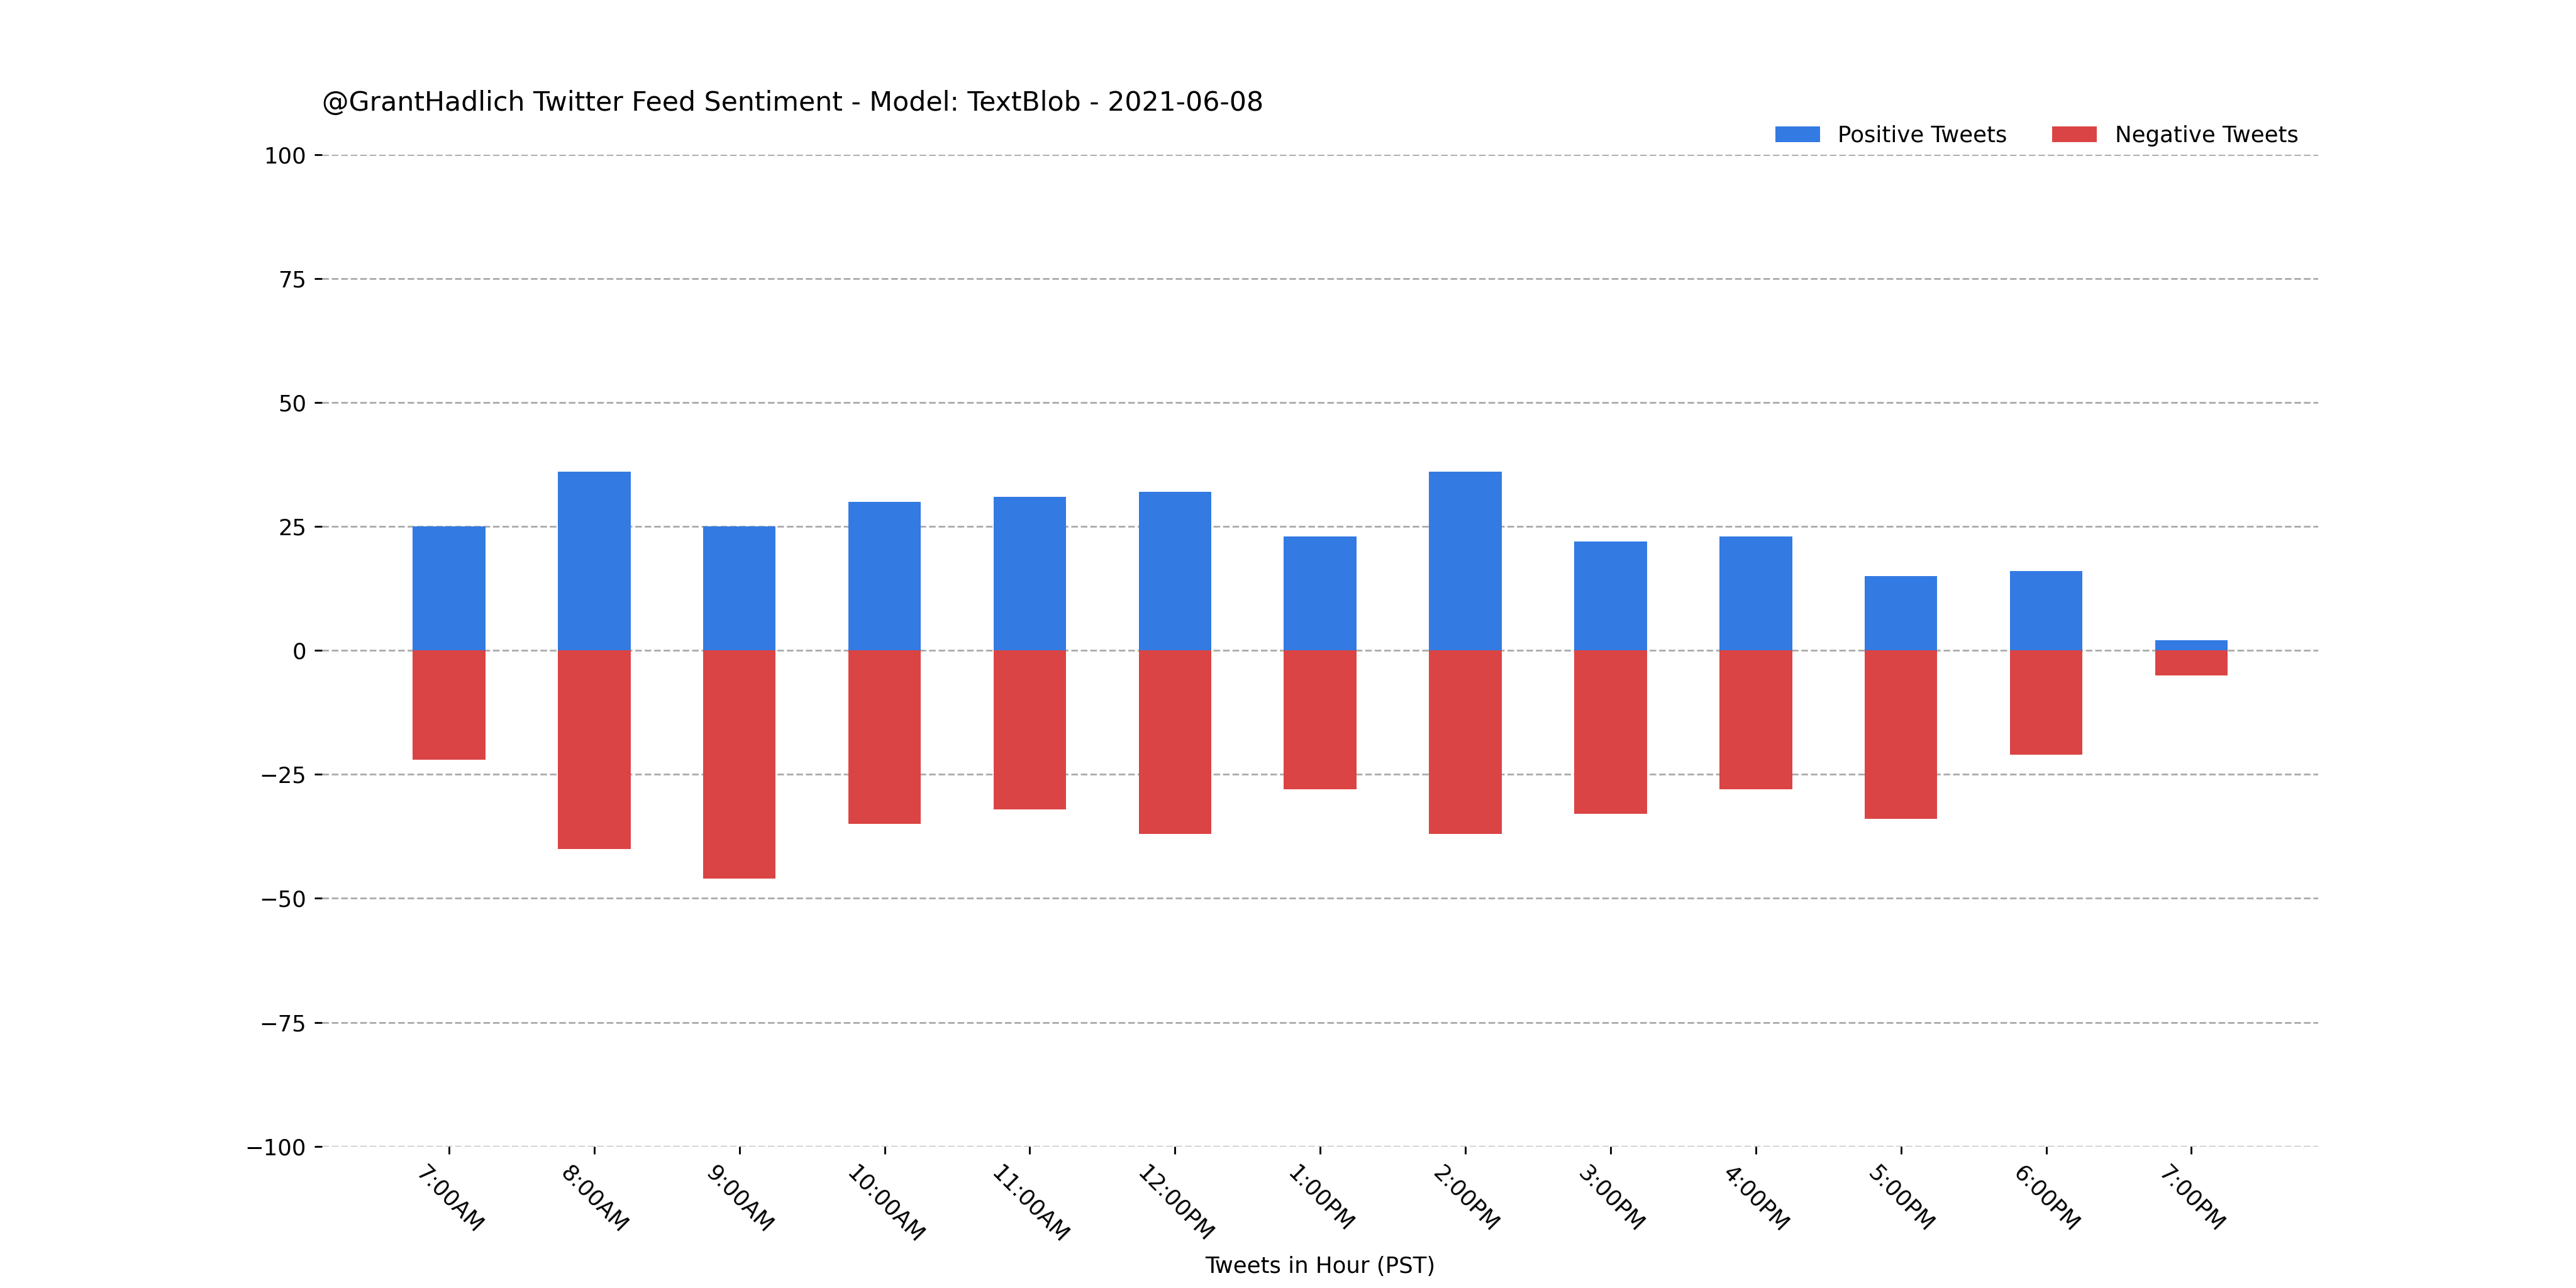 @GrantHadlich Twitter Feed Sentiment - Model: TextBlob - 2021-06-08
Positive Tweets
Negative Tweets
100
75
50
25
0
−25
−50
−75
−100
7:00AM
8:00AM
9:00AM
10:00AM
11:00AM
12:00PM
1:00PM
2:00PM
3:00PM
4:00PM
5:00PM
6:00PM
7:00PM
Tweets in Hour (PST)